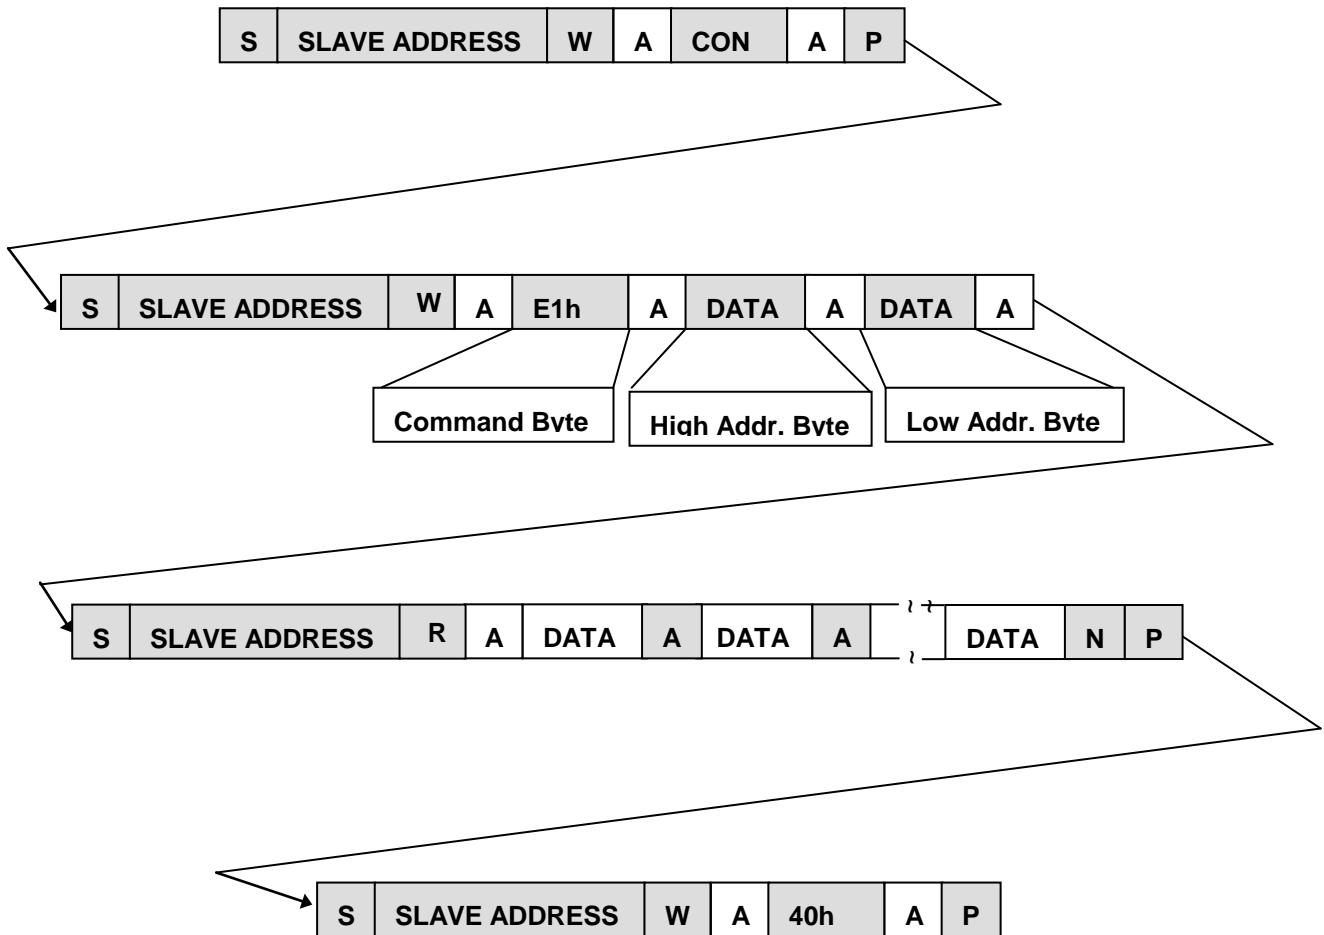 S SLAVE ADDRESS W A CON A P
S SLAVE ADDRESS W A E1h A DATA A DATA A
Command Byte High Addr. Byte Low Addr. Byte
S SLAVE ADDRESS R A DATA A DATA A ~ ~ ~ DATA N P
S SLAVE ADDRESS W A 40h A P